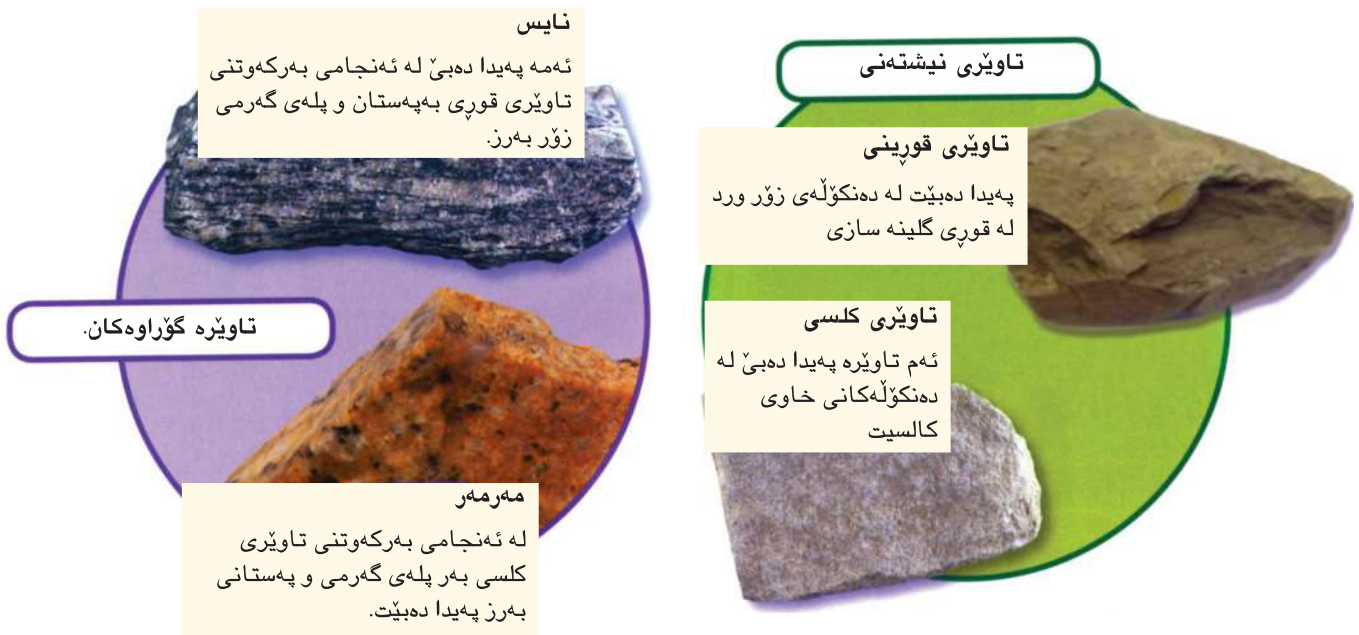 تاوێری نیشتەنی
تاوێری قوڕینی
پەیدا دەبێت لە دەنکۆڵەی زۆر ورد
لە قوڕی گلینە سازی
تاوێری کلسی
ئەم تاوێرە پەیدا دەبێ لە
دەنکۆڵەکانی خاوی
کالسیت
نایس
ئەمە پەیدا دەبێ لە ئەنجامی بەرکەوتنی
تاوێری قوڕی بەپەستان و پلەی گەرمی
زۆر بەرز.
تاوێرە گۆراوەکان.
مەرمەر
لە ئەنجامی بەرکەوتنی تاوێری
کلسی بەر پلەی گەرمی و پەستانی
بەرز پەیدا دەبێت.